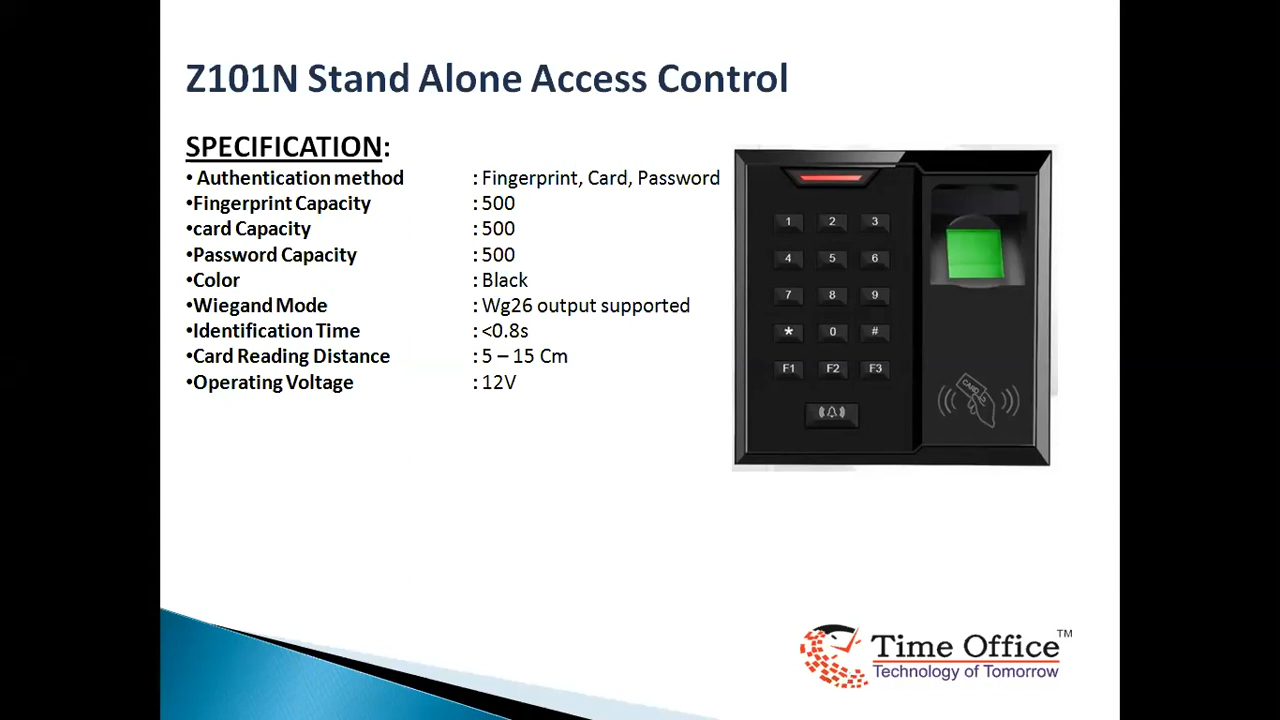 Z101N Stand Alone Access Control
SPECIFICATION:
• Authentication method : Fingerprint, Card, Password
•Fingerprint Capacity : 500
•card Capacity : 500
•Password Capacity : 500
•Color : Black
•Wiegand Mode : Wg26 output supported
•Identification Time : <0.8s
•Card Reading Distance : 5 – 15 Cm
•Operating Voltage : 12V
1 2 3
4 5 6
7 8 9
* 0 #
F1 F2 F3
CARD
Time Office™
Technology of Tomorrow